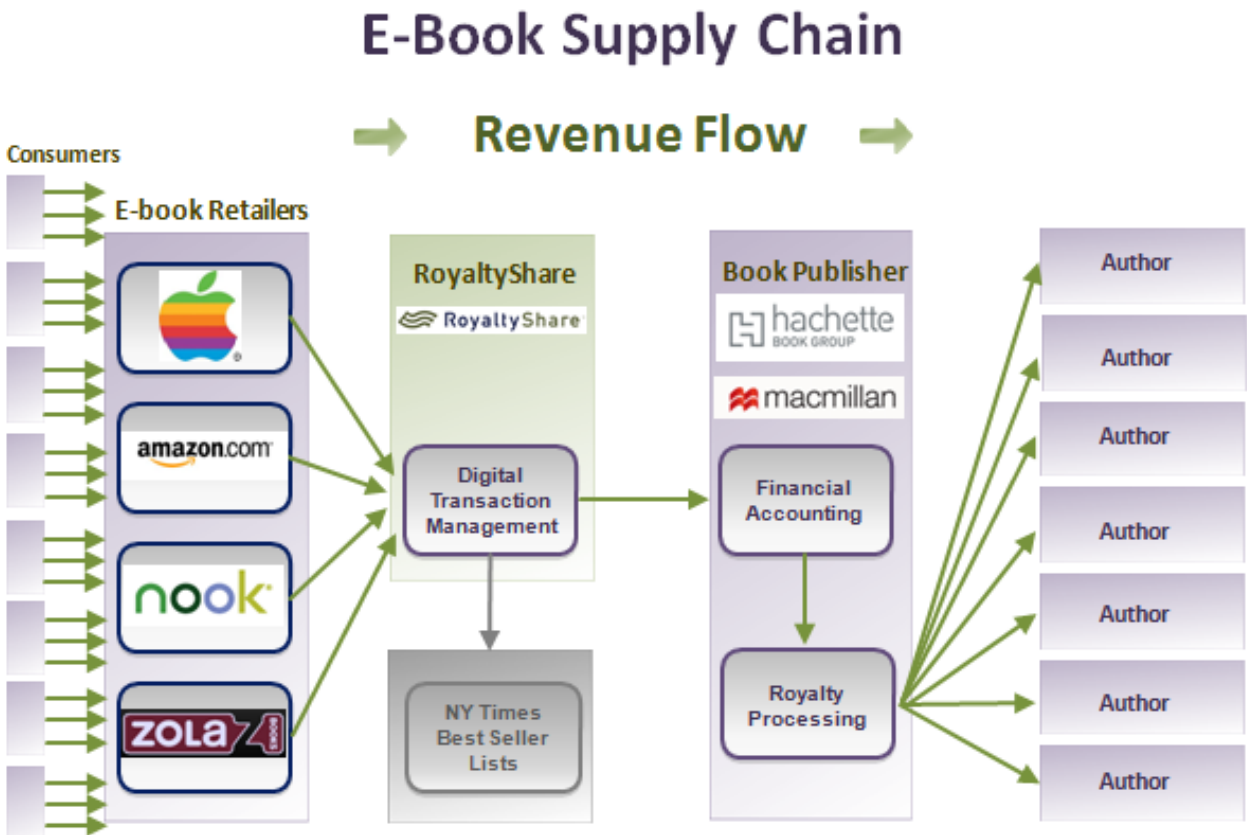 E-Book Supply Chain
Revenue Flow
Consumers
E-book Retailers
®
amazon.com
nook
ZOLA Z BOOKS
RoyaltyShare
RoyaltyShare
Digital
Transaction
Management
NY Times
Best Seller
Lists
Book Publisher
hachette
BOOK GROUP
macmillan
Financial
Accounting
Royalty
Processing
Author
Author
Author
Author
Author
Author
Author